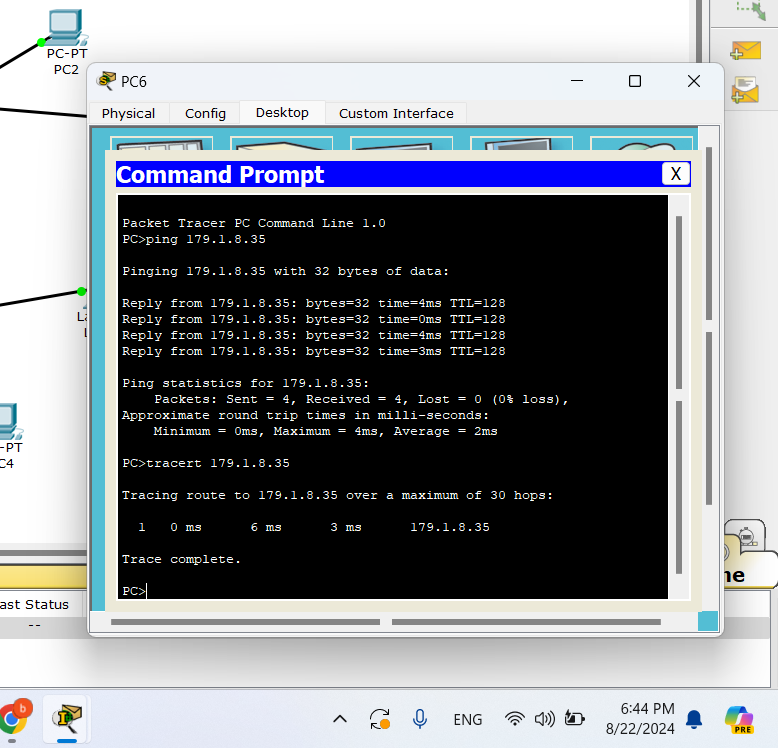 PC-PT
PC2
PC6
Physical
Config
Desktop
Custom Interface
Command Prompt
X
Packet Tracer PC Command Line 1.0
PC>ping 179.1.8.35
Pinging 179.1.8.35 with 32 bytes of data:
Reply from 179.1.8.35: bytes=32 time=4ms TTL=128
Reply from 179.1.8.35: bytes=32 time=0ms TTL=128
Reply from 179.1.8.35: bytes=32 time=4ms TTL=128
Reply from 179.1.8.35: bytes=32 time=3ms TTL=128
Ping statistics for 179.1.8.35:
Packets: Sent = 4, Received = 4, Lost = 0 (0% loss),
Approximate round trip times in milli-seconds:
Minimum = 0ms, Maximum = 4ms, Average = 2ms
PC>tracert 179.1.8.35
Tracing route to 179.1.8.35 over a maximum of 30 hops:
1 0 ms 6 ms 3 ms 179.1.8.35
Trace complete.
PC>
-PT
C4
ne
ast Status
--
b
ENG
6:44 PM
8/22/2024
PRE